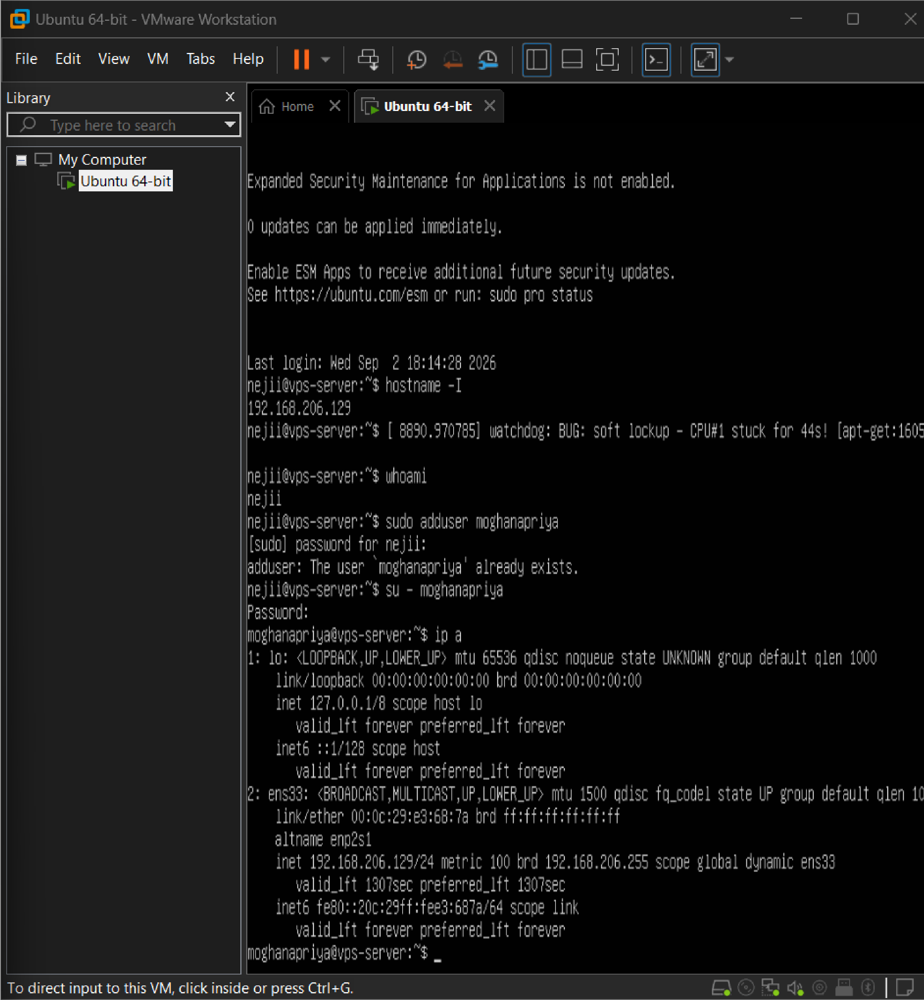 Ubuntu 64-bit - VMware Workstation
File Edit View VM Tabs Help
Library
Type here to search
My Computer
Ubuntu 64-bit
Home
Ubuntu 64-bit
Expanded Security Maintenance for Applications is not enabled.
0 updates can be applied immediately.
Enable ESM Apps to receive additional future security updates.
See https://ubuntu.com/esm or run: sudo pro status
Last login: Wed Sep  2 18:14:28 2026
nejii@vps-server:~$ hostname -I
192.168.206.129
nejii@vps-server:~$ [ 8890.970785] watchdog: BUG: soft lockup - CPU#1 stuck for 44s! [apt-get:1605
nejii@vps-server:~$ whoami
nejii
nejii@vps-server:~$ sudo adduser moghanapriya
[sudo] password for nejii:
adduser: The user `moghanapriya' already exists.
nejii@vps-server:~$ su - moghanapriya
Password:
moghanapriya@vps-server:~$ ip a
1: lo: <LOOPBACK,UP,LOWER_UP> mtu 65536 qdisc noqueue state UNKNOWN group default qlen 1000
    link/loopback 00:00:00:00:00:00 brd 00:00:00:00:00:00
    inet 127.0.0.1/8 scope host lo
       valid_lft forever preferred_lft forever
    inet6 ::1/128 scope host
       valid_lft forever preferred_lft forever
2: ens33: <BROADCAST,MULTICAST,UP,LOWER_UP> mtu 1500 qdisc fq_codel state UP group default qlen 10
    link/ether 00:0c:29:e3:68:7a brd ff:ff:ff:ff:ff:ff
    altname enp2s1
    inet 192.168.206.129/24 metric 100 brd 192.168.206.255 scope global dynamic ens33
       valid_lft 1307sec preferred_lft 1307sec
    inet6 fe80::20c:29ff:fee3:687a/64 scope link
       valid_lft forever preferred_lft forever
moghanapriya@vps-server:~$ _
To direct input to this VM, click inside or press Ctrl+G.